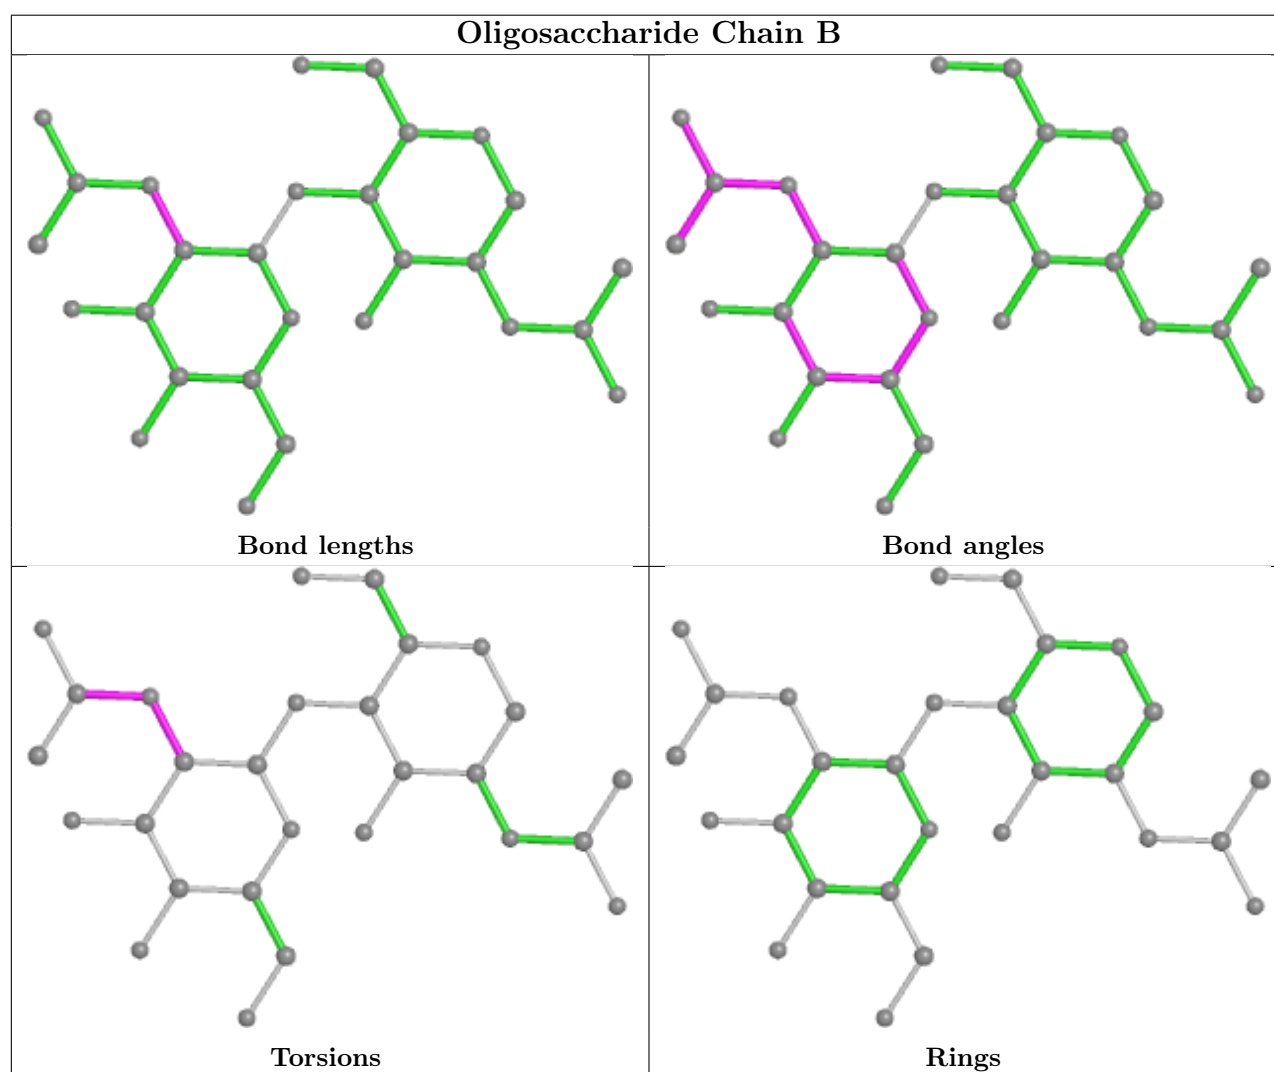 Oligosaccharide Chain B
Bond lengths
Bond angles
Torsions
Rings